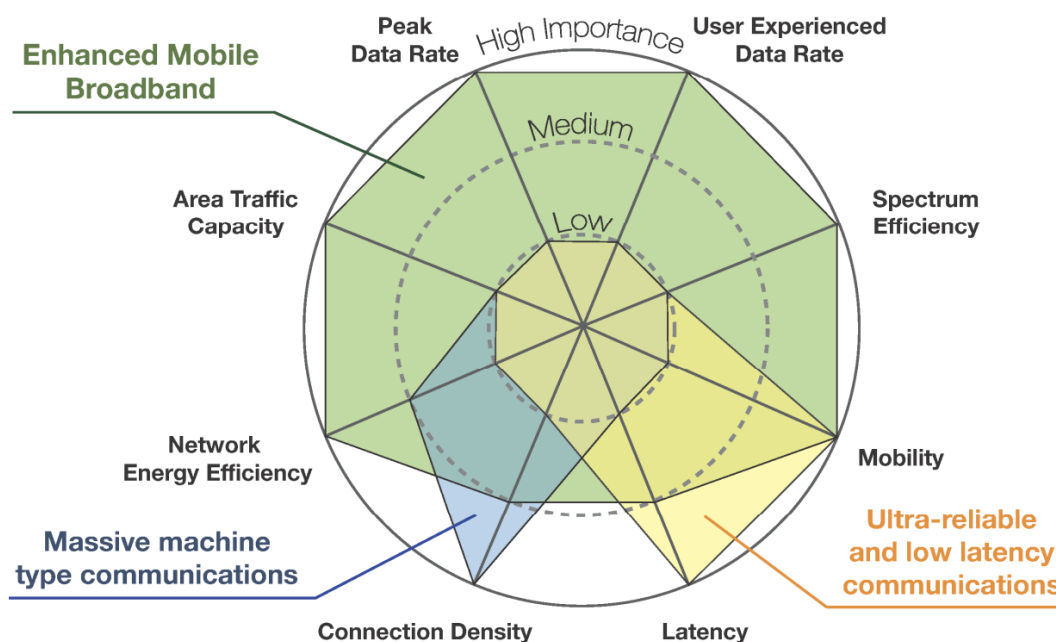 Peak
Data Rate
High Importance
User Experienced
Data Rate
Enhanced Mobile
Broadband
Medium
Area Traffic
Capacity
Low
Spectrum
Efficiency
Network
Energy Efficiency
Mobility
Massive machine
type communications
Ultra-reliable
and low latency
communications
Connection Density
Latency